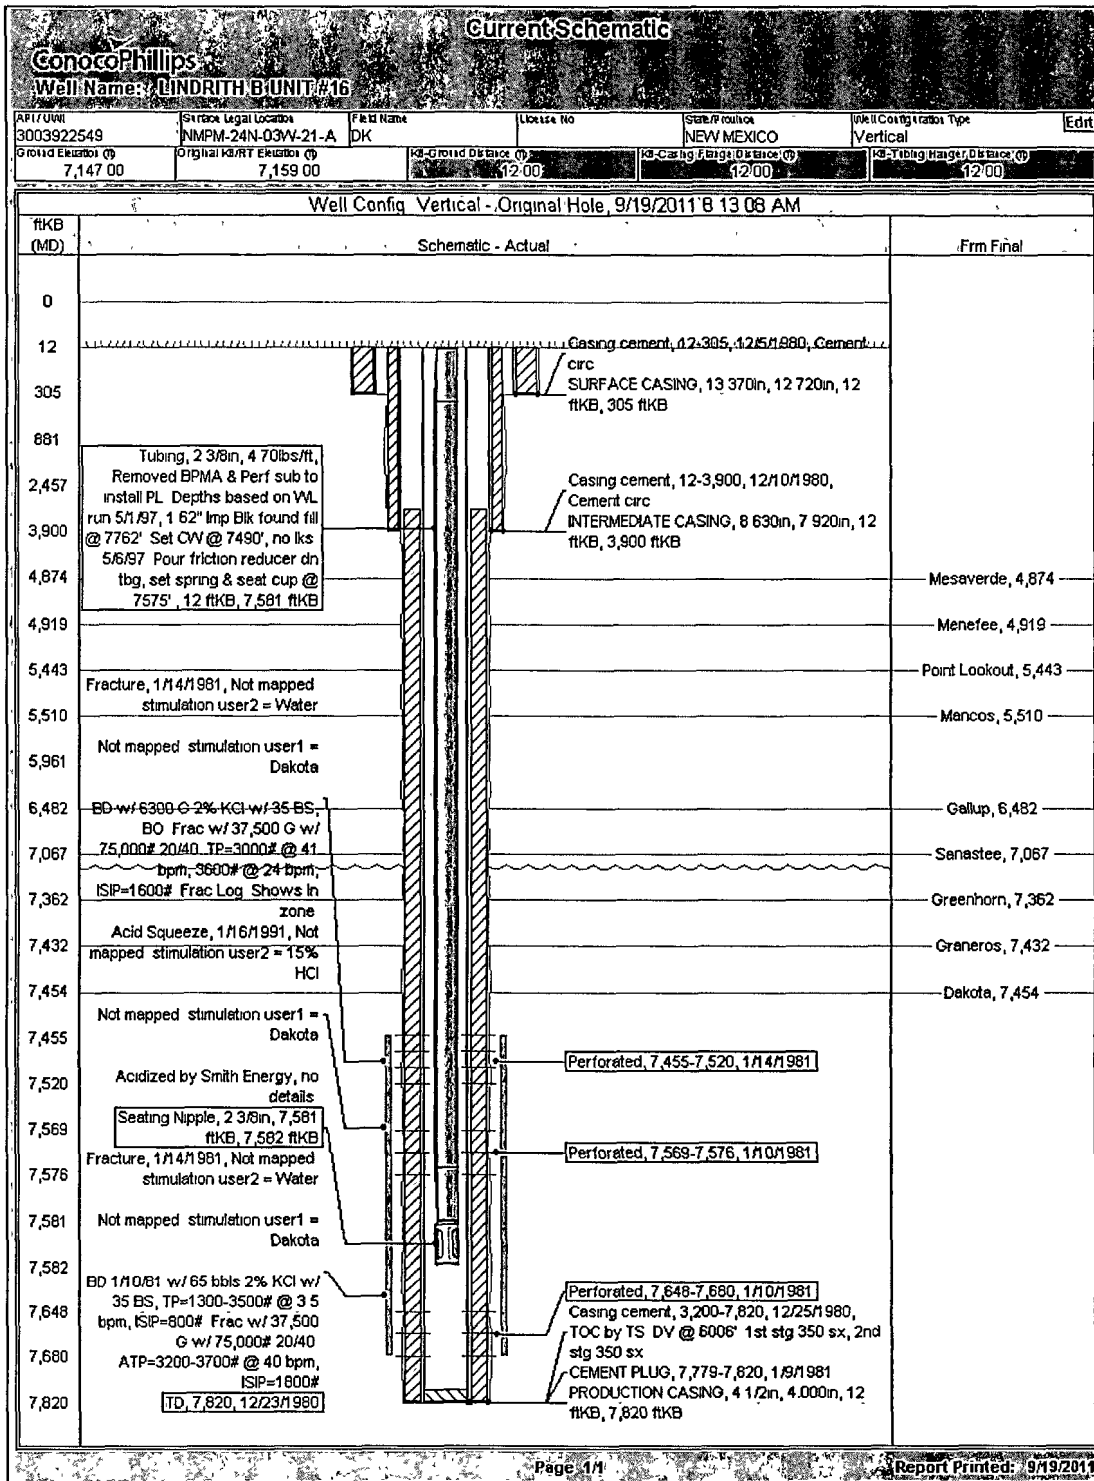 Current Schematic
ConocoPhillips
Well Name: LINDRITH B UNIT #16
API / UWI
3003922549
Surface Legal Location
NMPM-24N-03W-21-A
Field Name
DK
License No
State/Province
NEW MEXICO
Well Configuration Type
Vertical
Edit
Ground Elevation (ft)
7,147 00
Original KB/RT Elevation (ft)
7,159 00
KB-Ground Distance (ft)
12 00
KB-Casing Flange Distance (ft)
12 00
KB-Tubing Hanger Distance (ft)
12 00
Well Config Vertical - Original Hole, 9/19/2011 8 13 08 AM
ftKB
(MD)
Schematic - Actual
Frm Final
0
12
305
881
2,457
3,900
4,874
4,919
5,443
5,510
5,961
6,482
7,067
7,362
7,432
7,454
7,455
7,520
7,569
7,576
7,581
7,582
7,648
7,680
7,820
Tubing, 2 3/8in, 4 70lbs/ft,
Removed BPMA & Perf sub to
install PL Depths based on WL
run 5/1/97, 1 62" Imp Blk found fill
@ 7762' Set CW @ 7490', no lks
5/6/97 Pour friction reducer dn
tbg, set spring & seat cup @
7575', 12 ftKB, 7,581 ftKB
Fracture, 1/14/1981, Not mapped
stimulation user2 = Water
Not mapped stimulation user1 =
Dakota
BD w/ 6300 G 2% KCl w/ 35 BS,
BO Frac w/ 37,500 G w/
75,000# 20/40 TP=3000# @ 41
bpm, 3600# @ 24 bpm,
ISIP=1600# Frac Log Shows In
zone
Acid Squeeze, 1/16/1991, Not
mapped stimulation user2 = 15%
HCl
Not mapped stimulation user1 =
Dakota
Acidized by Smith Energy, no
details
Seating Nipple, 2 3/8in, 7,581
ftKB, 7,582 ftKB
Fracture, 1/14/1981, Not mapped
stimulation user2 = Water
Not mapped stimulation user1 =
Dakota
BD 1/10/81 w/ 65 bbls 2% KCl w/
35 BS, TP=1300-3500# @ 3 5
bpm, ISIP=800# Frac w/ 37,500
G w/ 75,000# 20/40
ATP=3200-3700# @ 40 bpm,
ISIP=1800#
TD, 7,820, 12/23/1980
Casing cement, 12-305, 12/5/1980, Cement
circ
SURFACE CASING, 13 370in, 12 720in, 12
ftKB, 305 ftKB
Casing cement, 12-3,900, 12/10/1980,
Cement circ
INTERMEDIATE CASING, 8 630in, 7 920in, 12
ftKB, 3,900 ftKB
Perforated, 7,455-7,520, 1/14/1981
Perforated, 7,569-7,576, 1/10/1981
Perforated, 7,648-7,680, 1/10/1981
Casing cement, 3,200-7,820, 12/25/1980,
TOC by TS DV @ 6006' 1st stg 350 sx, 2nd
stg 350 sx
CEMENT PLUG, 7,779-7,820, 1/9/1981
PRODUCTION CASING, 4 1/2in, 4.000in, 12
ftKB, 7,820 ftKB
Mesaverde, 4,874
Menefee, 4,919
Point Lookout, 5,443
Mancos, 5,510
Gallup, 6,482
Sanastee, 7,067
Greenhorn, 7,362
Graneros, 7,432
Dakota, 7,454
Page 1/1
Report Printed: 9/19/2011